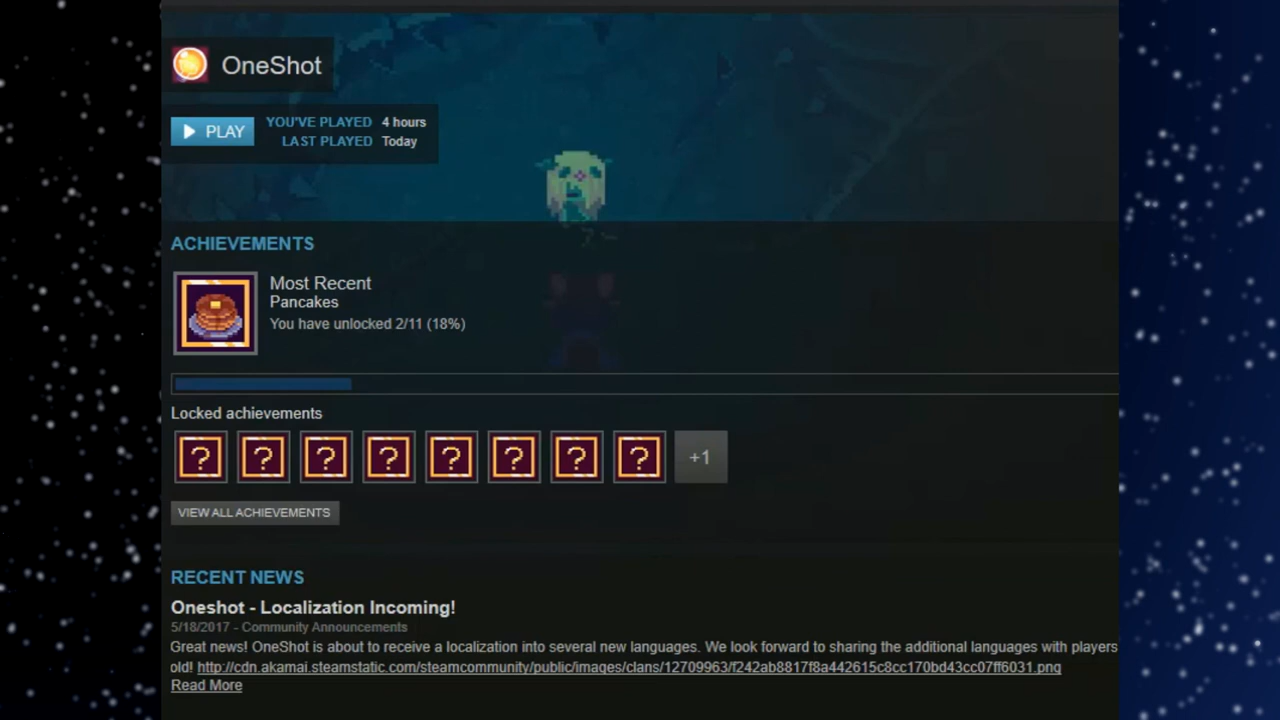 OneShot
PLAY
YOU'VE PLAYED 4 hours
LAST PLAYED Today
ACHIEVEMENTS
Most Recent
Pancakes
You have unlocked 2/11 (18%)
Locked achievements
? ? ? ? ? ? ? ? +1
VIEW ALL ACHIEVEMENTS
RECENT NEWS
Oneshot - Localization Incoming!
5/18/2017 - Community Announcements
Great news! OneShot is about to receive a localization into several new languages. We look forward to sharing the additional languages with players
old! http://cdn.akamai.steamstatic.com/steamcommunity/public/images/clans/12709963/f242ab8817f8a442615c8cc170bd43cc07ff6031.png
Read More